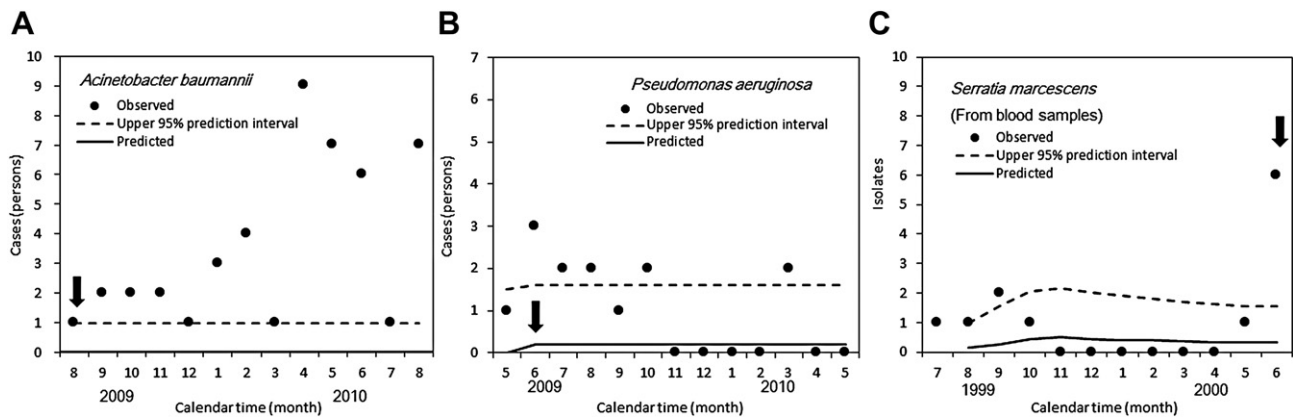 A
Acinetobacter baumannii
Observed
Upper 95% prediction interval
Predicted
Cases (persons)
10
9
8
7
6
5
4
3
2
1
0
8 9 10 11 12 1 2 3 4 5 6 7 8
2009 2010
Calendar time (month)
B
Pseudomonas aeruginosa
Observed
Upper 95% prediction interval
Predicted
Cases (persons)
7
6
5
4
3
2
1
0
5 6 7 8 9 10 11 12 1 2 3 4 5
2009 2010
Calendar time (month)
C
Serratia marcescens
(From blood samples)
Observed
Upper 95% prediction interval
Predicted
Isolates
10
9
8
7
6
5
4
3
2
1
0
7 8 9 10 11 12 1 2 3 4 5 6
1999 2000
Calendar time (month)